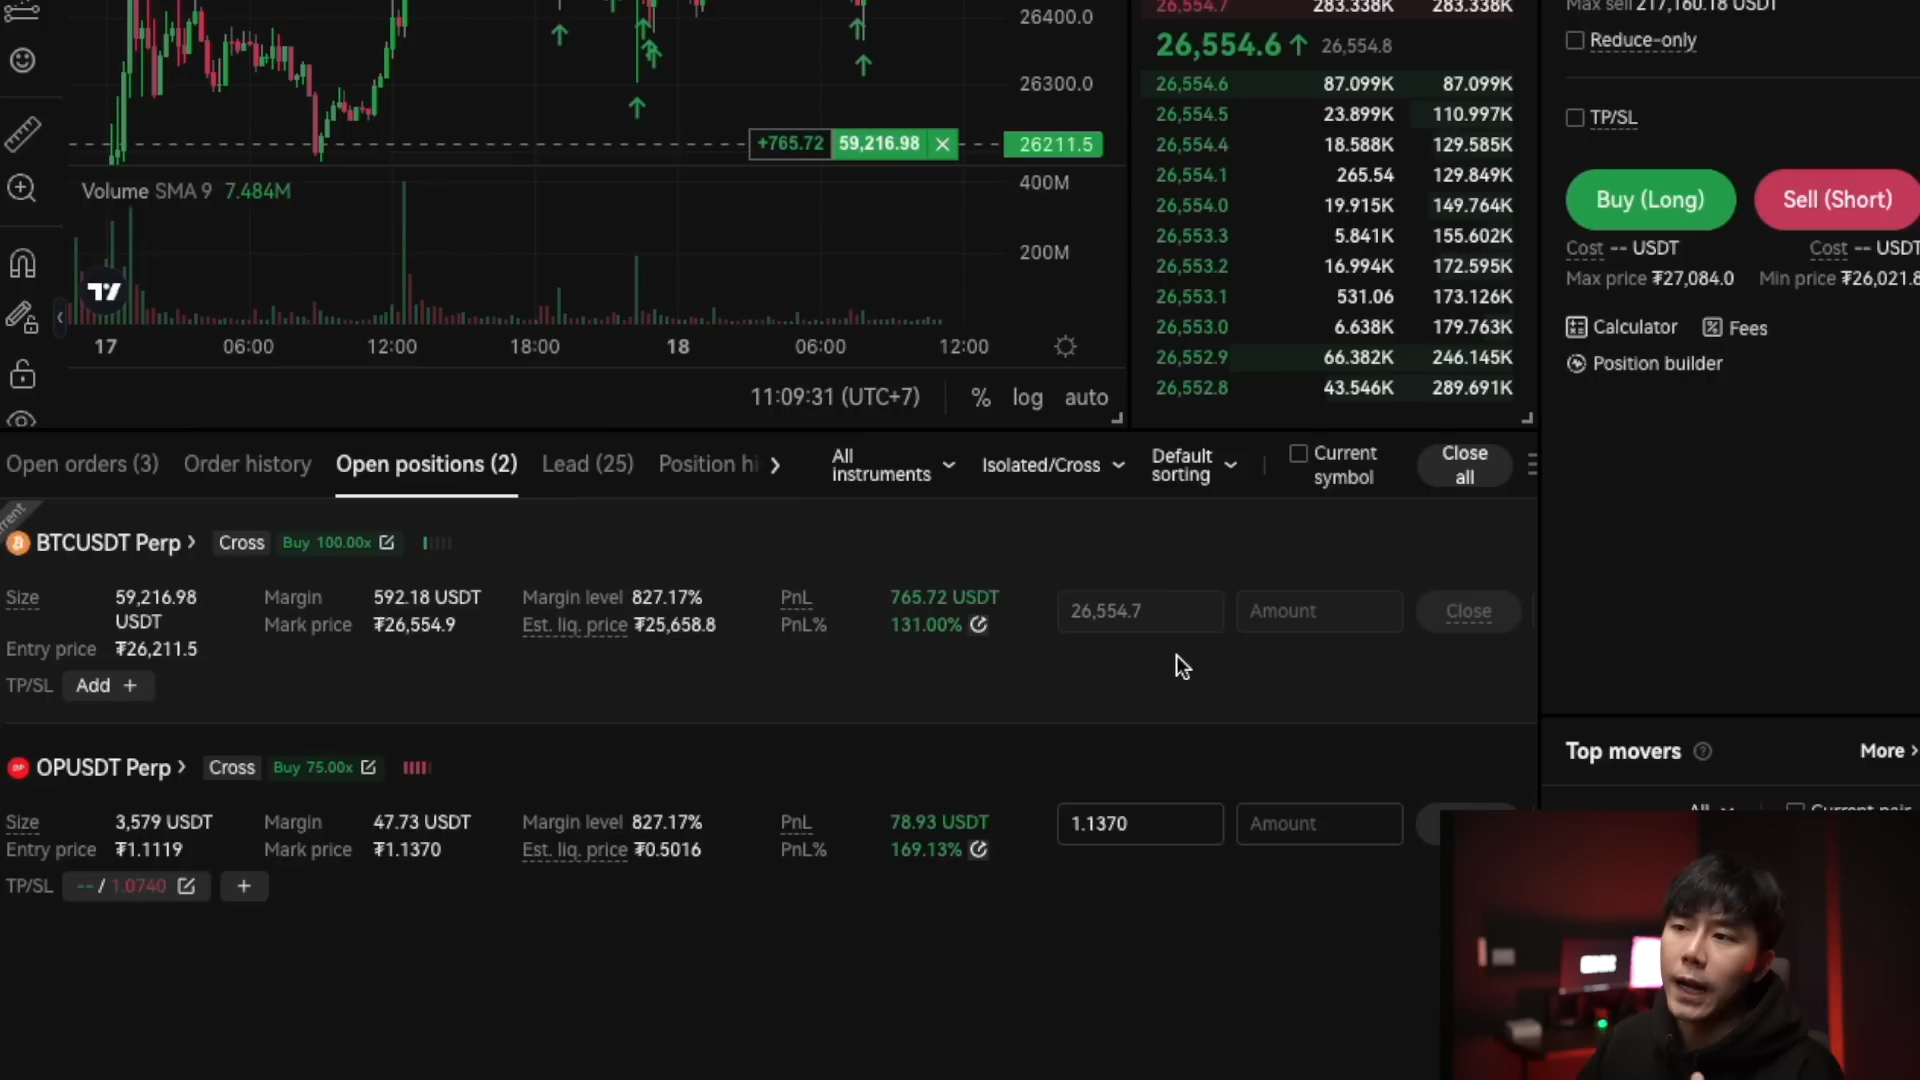 26400.0
26300.0
+765.72 59,216.98 26211.5
Volume SMA 9 7.484M
400M
200M
17 06:00 12:00 18:00 18 06:00 12:00
11:09:31 (UTC+7) % log auto
26,554.7 283.338K 283.338K
26,554.6 26,554.8
26,554.6 87.099K 87.099K
26,554.5 23.899K 110.997K
26,554.4 18.588K 129.585K
26,554.1 265.54 129.849K
26,554.0 19.915K 149.764K
26,553.3 5.841K 155.602K
26,553.2 16.994K 172.595K
26,553.1 531.06 173.126K
26,553.0 6.638K 179.763K
26,552.9 66.382K 246.145K
26,552.8 43.546K 289.691K
Max sell 217,160.18 USDT
Reduce-only
TP/SL
Buy (Long) Sell (Short)
Cost -- USDT Cost -- USDT
Max price ₮27,084.0 Min price ₮26,021.8
Calculator Fees
Position builder
Open orders (3) Order history Open positions (2) Lead (25) Position hi
All instruments Isolated/Cross Default sorting Current symbol Close all
BTCUSDT Perp Cross Buy 100.00x
Size 59,216.98 USDT Margin 592.18 USDT Margin level 827.17% PnL 765.72 USDT 26,554.7 Amount Close
Mark price ₮26,554.9 Est. liq. price ₮25,658.8 PnL% 131.00%
Entry price ₮26,211.5
TP/SL Add +
OPUSDT Perp Cross Buy 75.00x
Size 3,579 USDT Margin 47.73 USDT Margin level 827.17% PnL 78.93 USDT 1.1370 Amount
Entry price ₮1.1119 Mark price ₮1.1370 Est. liq. price ₮0.5016 PnL% 169.13%
TP/SL -- / 1.0740 +
Top movers More